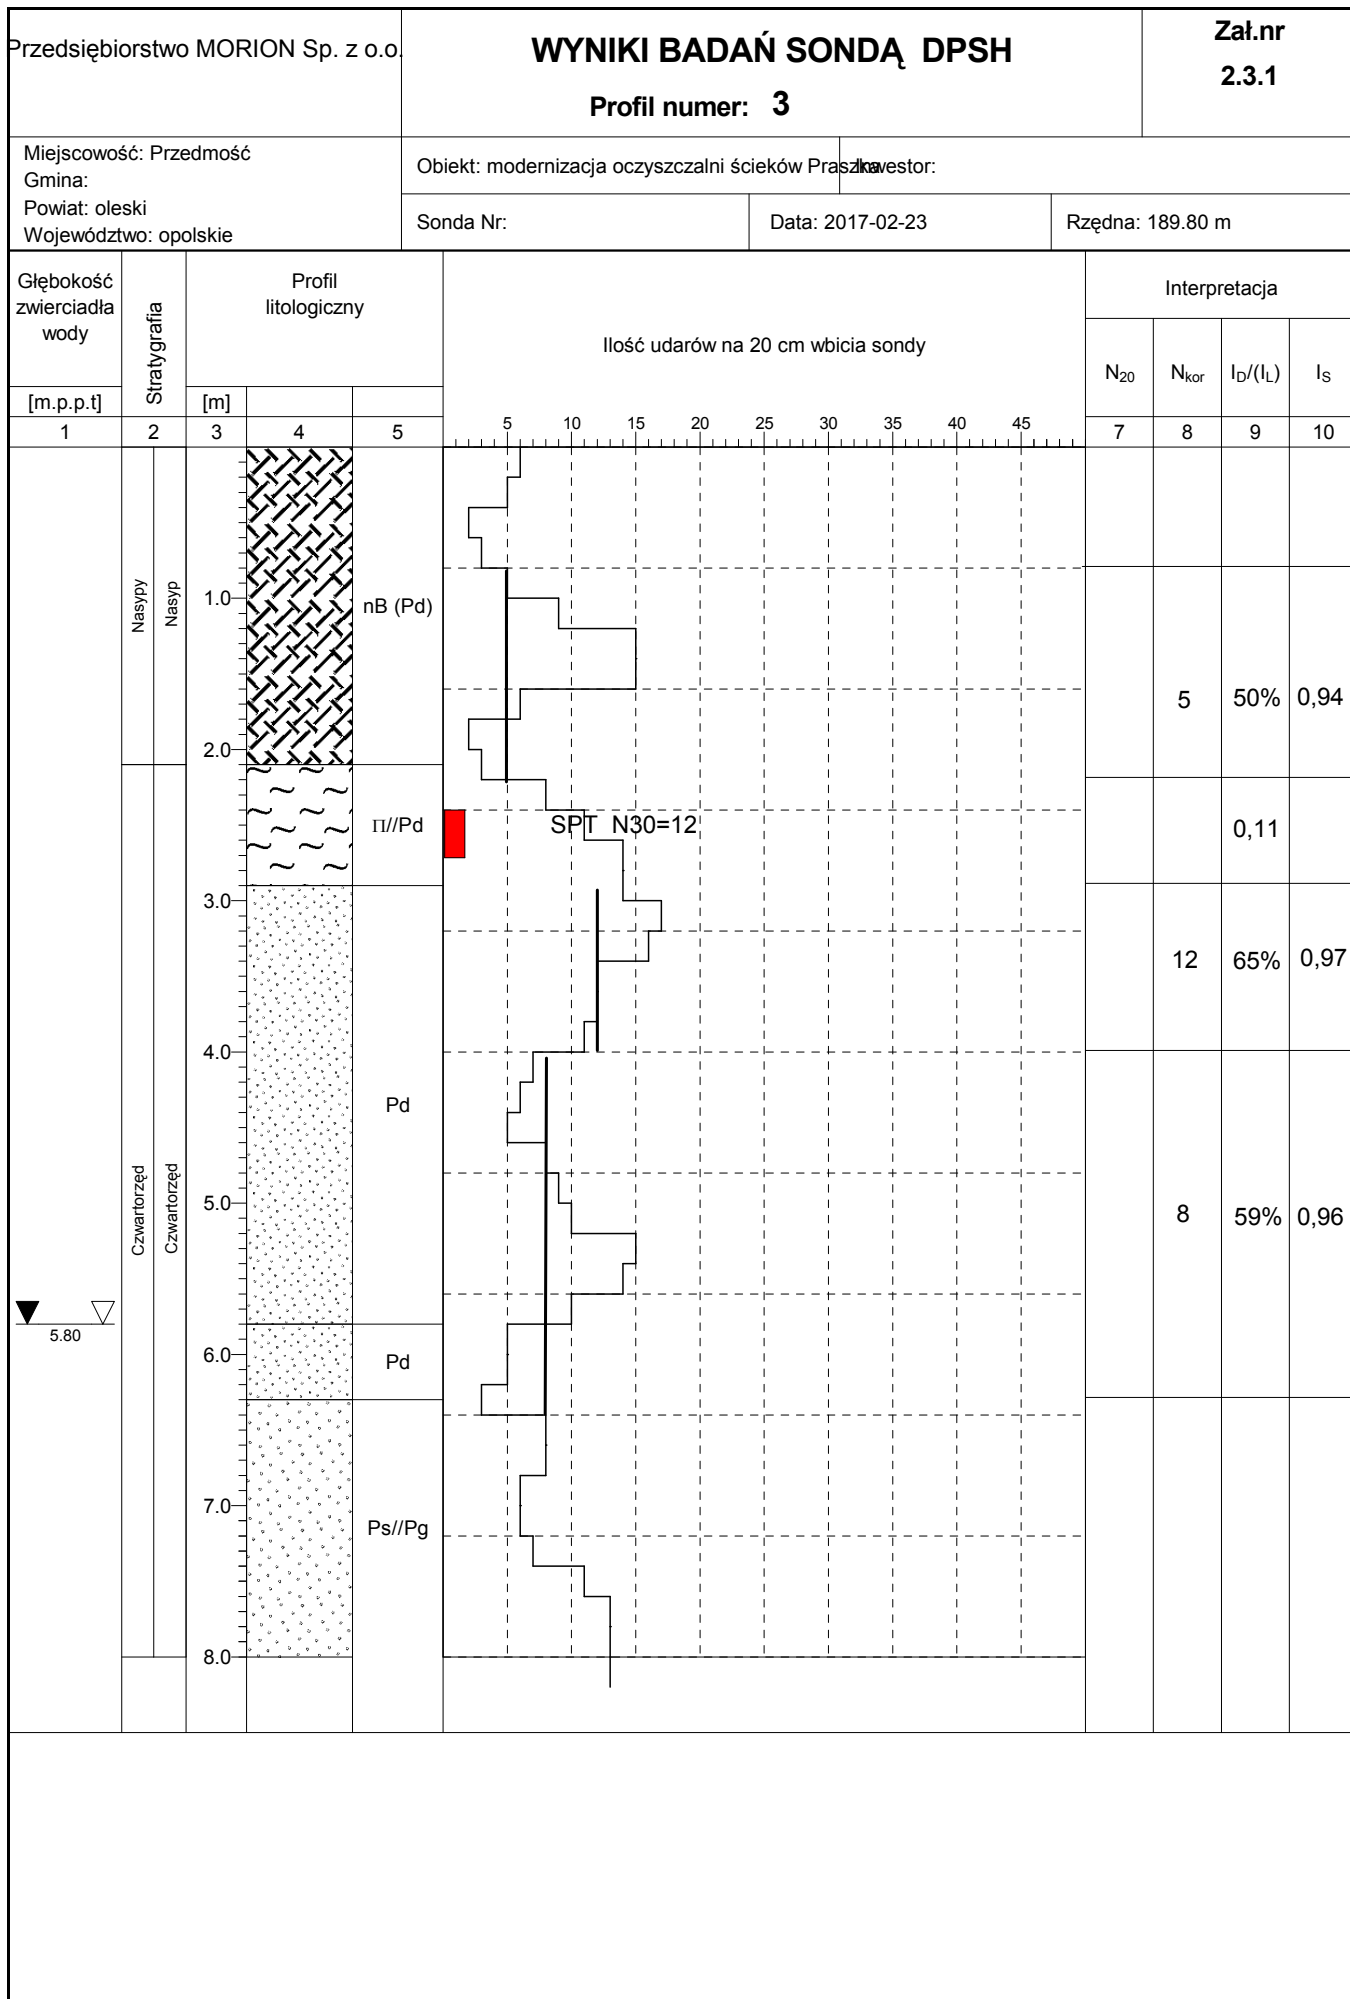 Przedsiębiorstwo MORION Sp. z o.o.
WYNIKI BADAŃ SONDĄ DPSH
Profil numer: 3
Zał.nr
2.3.1
Miejscowość: Przedmość
Gmina:
Powiat: oleski
Województwo: opolskie
Obiekt: modernizacja oczyszczalni ścieków Praszka
Inwestor:
Sonda Nr:
Data: 2017-02-23
Rzędna: 189.80 m
Głębokość
zwierciadła
wody
[m.p.p.t]
Stratygrafia
Profil
litologiczny
[m]
Ilość udarów na 20 cm wbicia sondy
Interpretacja
N20 Nkor ID/(IL) IS
5 10 15 20 25 30 35 40 45
1 2 3 4 5 7 8 9 10
Nasypy
Nasyp
1.0
nB (Pd)
5 50% 0,94
2.0
Π//Pd
SPT N30=12
0,11
3.0
12 65% 0,97
4.0
Pd
Czwartorzęd
Czwartorzęd
5.0
8 59% 0,96
5.80
6.0
Pd
7.0
Ps//Pg
8.0